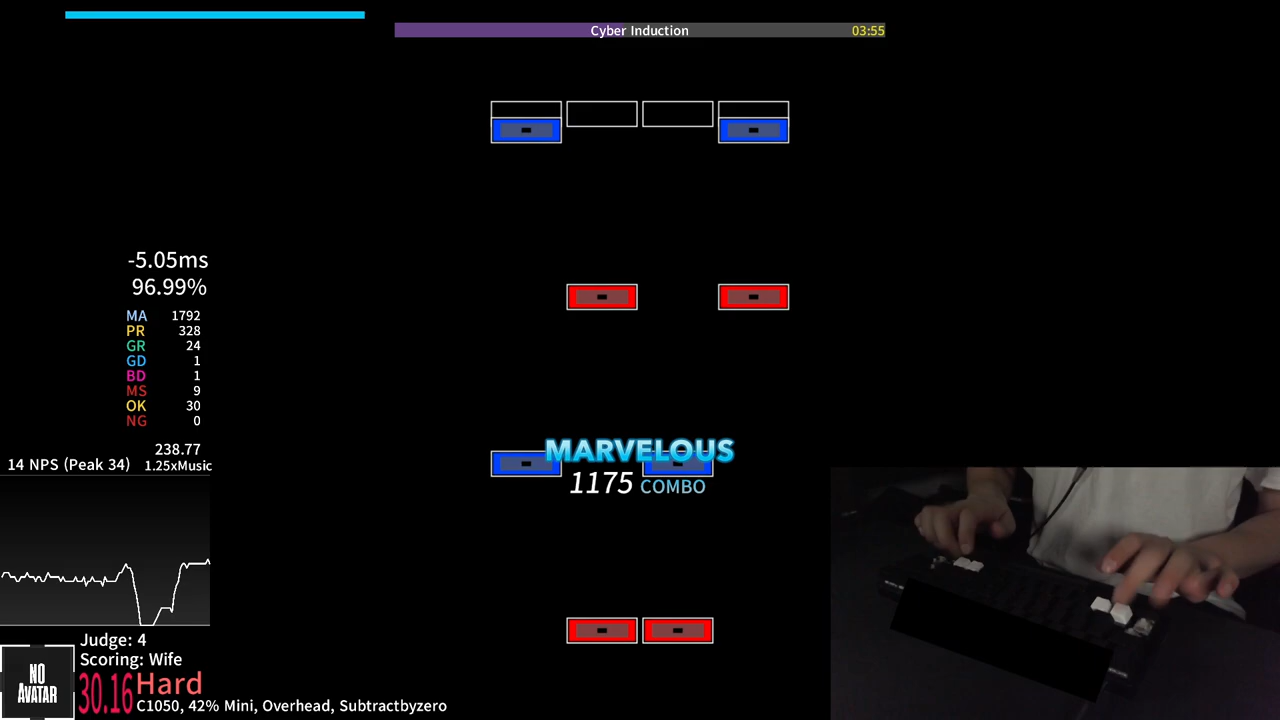 Cyber Induction 03:55
-5.05ms
96.99%
MA 1792
PR 328
GR 24
GD 1
BD 1
MS 9
OK 30
NG 0
238.77
14 NPS (Peak 34) 1.25xMusic
MARVELOUS
1175 COMBO
Judge: 4
Scoring: Wife
NO AVATAR
30.16 Hard
C1050, 42% Mini, Overhead, Subtractbyzero